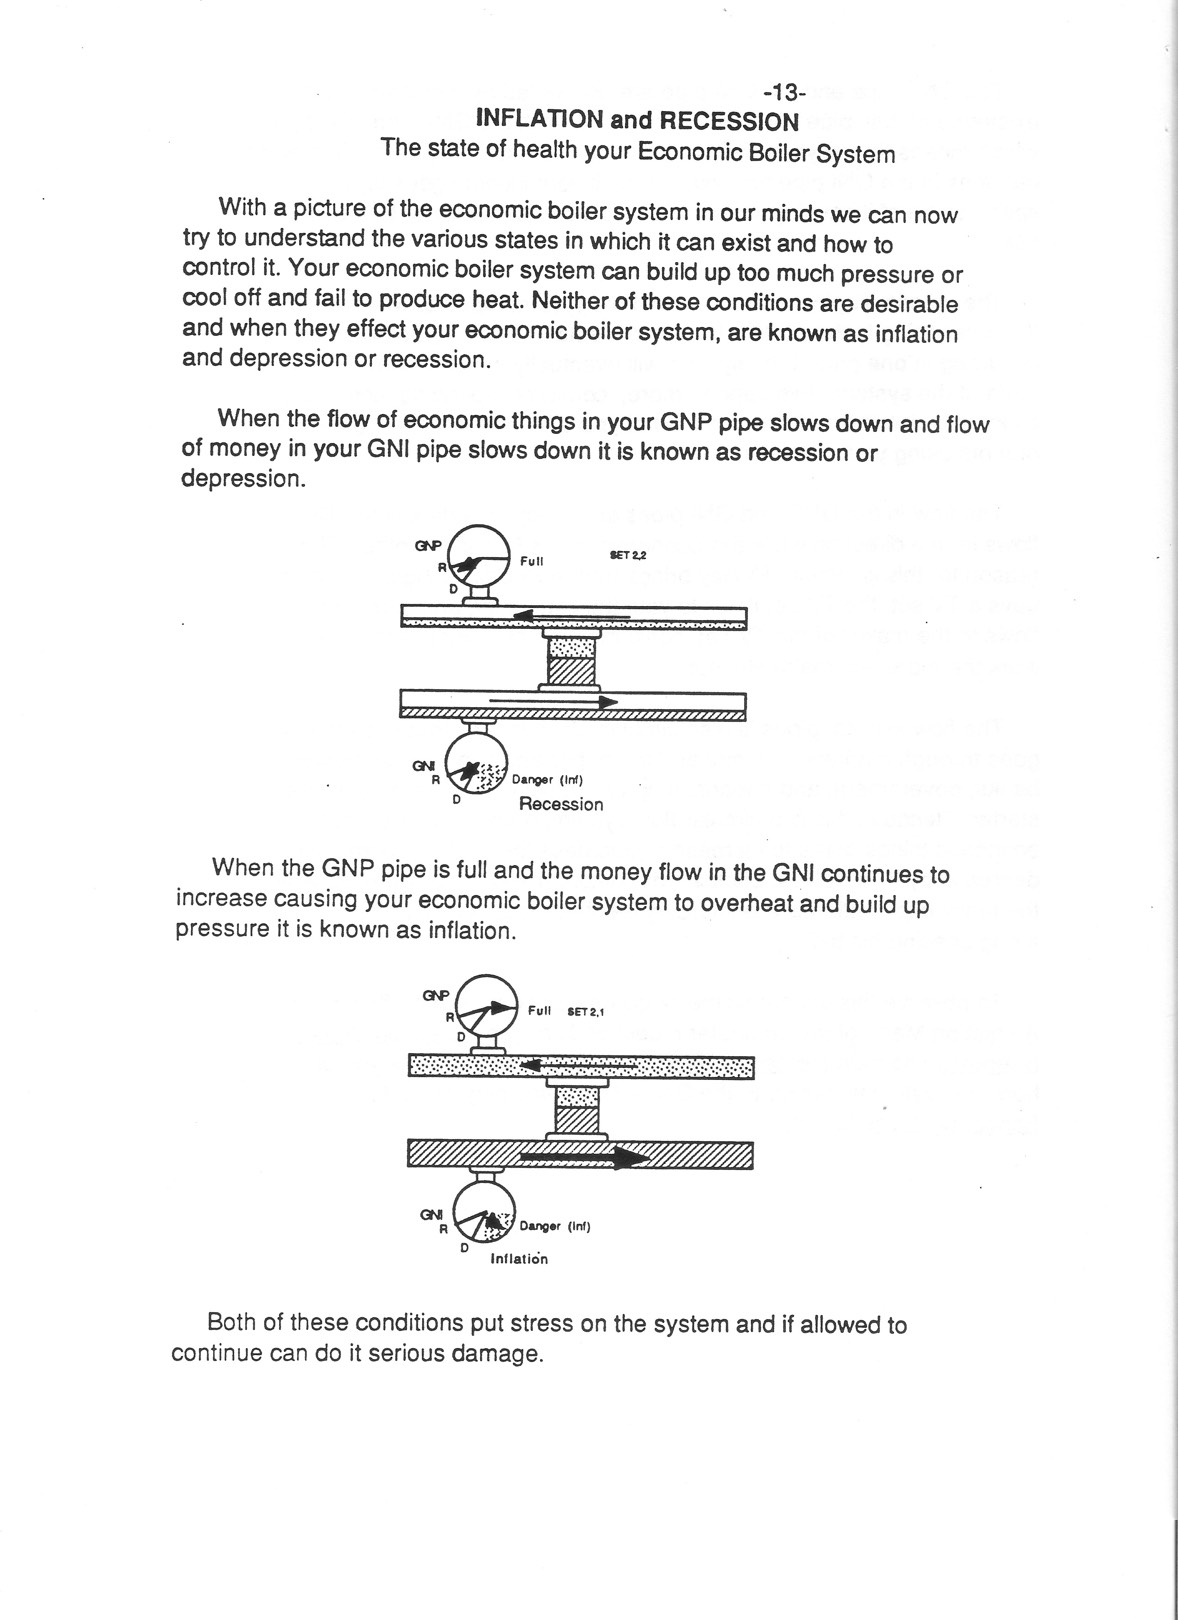 -13-
INFLATION and RECESSION
The state of health your Economic Boiler System
With a picture of the economic boiler system in our minds we can now
try to understand the various states in which it can exist and how to
control it. Your economic boiler system can build up too much pressure or
cool off and fail to produce heat. Neither of these conditions are desirable
and when they effect your economic boiler system, are known as inflation
and depression or recession.
When the flow of economic things in your GNP pipe slows down and flow
of money in your GNI pipe slows down it is known as recession or
depression.
GNP
R
D
Full
SET 2,2
GNI
R
D
Danger (Inf)
Recession
When the GNP pipe is full and the money flow in the GNI continues to
increase causing your economic boiler system to overheat and build up
pressure it is known as inflation.
GNP
R
D
Full
SET 2,1
GNI
R
D
Danger (Inf)
Inflation
Both of these conditions put stress on the system and if allowed to
continue can do it serious damage.